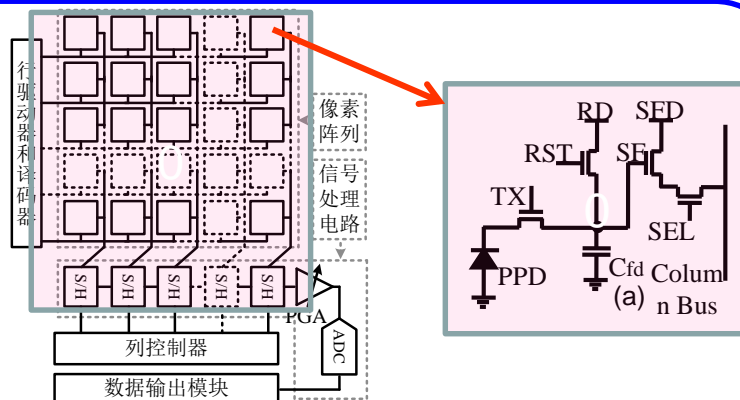 行驱动器和译码器
像素
阵列
信号
处理
电路
0
S/H S/H S/H S/H S/H
PGA
ADC
列控制器
数据输出模块
RD SFD
RST SF
TX
0
SEL
PPD
Cfd Colum
(a) n Bus